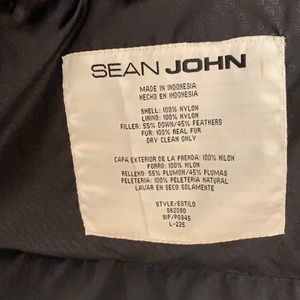 SEAN JOHN
MADE IN INDONESIA
HECHO EN INDONESIA
SHELL: 100% NYLON
LINING: 100% NYLON
FILLER: 55% DOWN/45% FEATHERS
FUR: 100% REAL FUR
DRY CLEAN ONLY
CAPA EXTERIOR DE LA PRENDA: 100% NILON
FORRO: 100% NILON
RELLENO: 55% PLUMON/45% PLUMAS
PELETERIA: 100% PELETERIA NATURAL
LAVAR EN SECO SOLAMENTE
STYLE/ESTILO
S62090
SIP/P0945
L-225